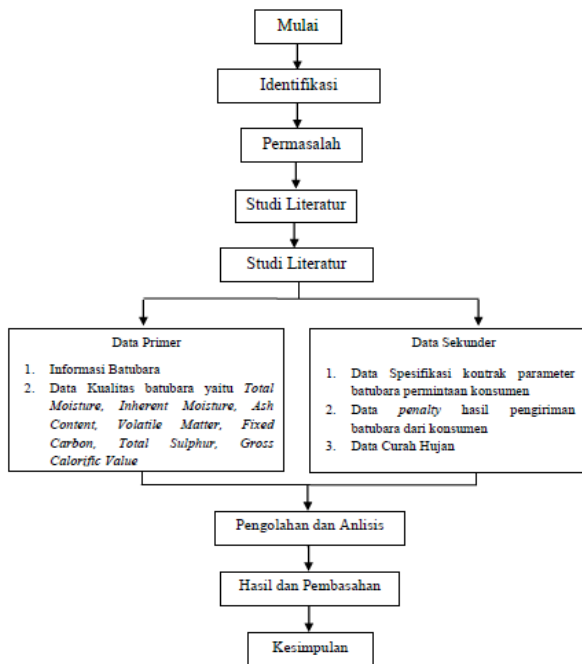 Mulai
Identifikasi
Permasalah
Studi Literatur
Studi Literatur
Data Primer
1. Informasi Batubara
2. Data Kualitas batubara yaitu Total
Moisture, Inherent Moisture, Ash
Content, Volatile Matter, Fixed
Carbon, Total Sulphur, Gross
Calorific Value
Data Sekunder
1. Data Spesifikasi kontrak parameter
batubara permintaan konsumen
2. Data penalty hasil pengiriman
batubara dari konsumen
3. Data Curah Hujan
Pengolahan dan Anlisis
Hasil dan Pembasahan
Kesimpulan